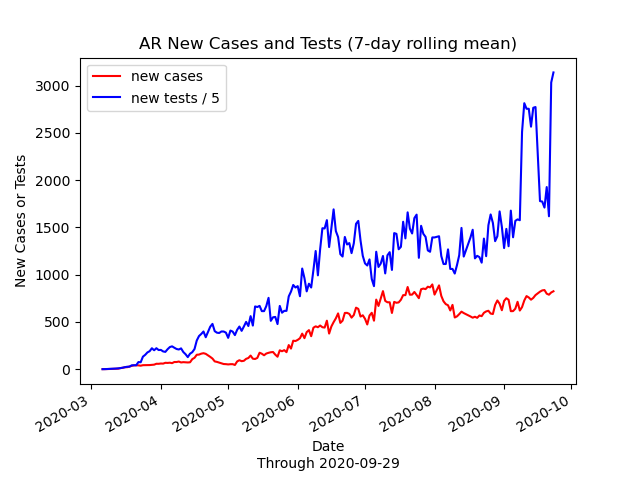 AR New Cases and Tests (7-day rolling mean)
new cases
new tests / 5
New Cases or Tests
3000
2500
2000
1500
1000
500
0
2020-03
2020-04
2020-05
2020-06
2020-07
2020-08
2020-09
2020-10
Date
Through 2020-09-29